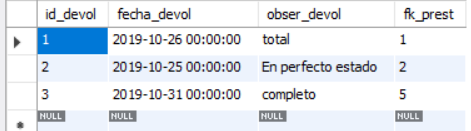 id_devol fecha_devol obser_devol fk_prest
1 2019-10-26 00:00:00 total 1
2 2019-10-25 00:00:00 En perfecto estado 2
3 2019-10-31 00:00:00 completo 5
NULL NULL NULL NULL